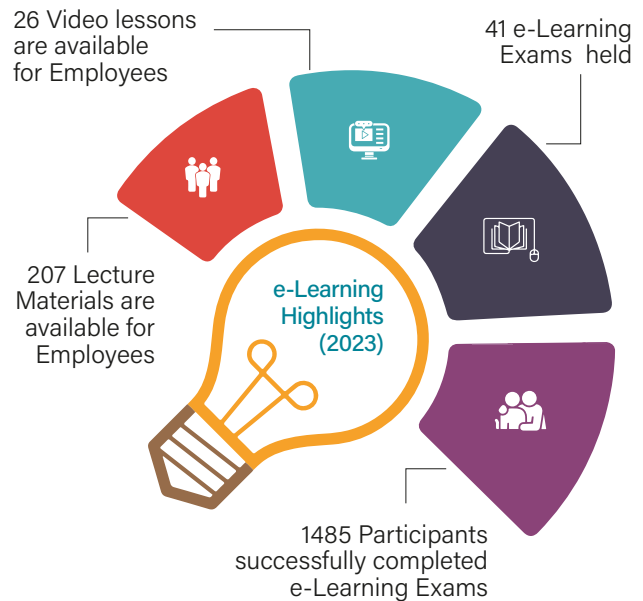 26 Video lessons
are available
for Employees
41 e-Learning
Exams held
207 Lecture
Materials are
available for
Employees
e-Learning
Highlights
(2023)
1485 Participants
successfully completed
e-Learning Exams